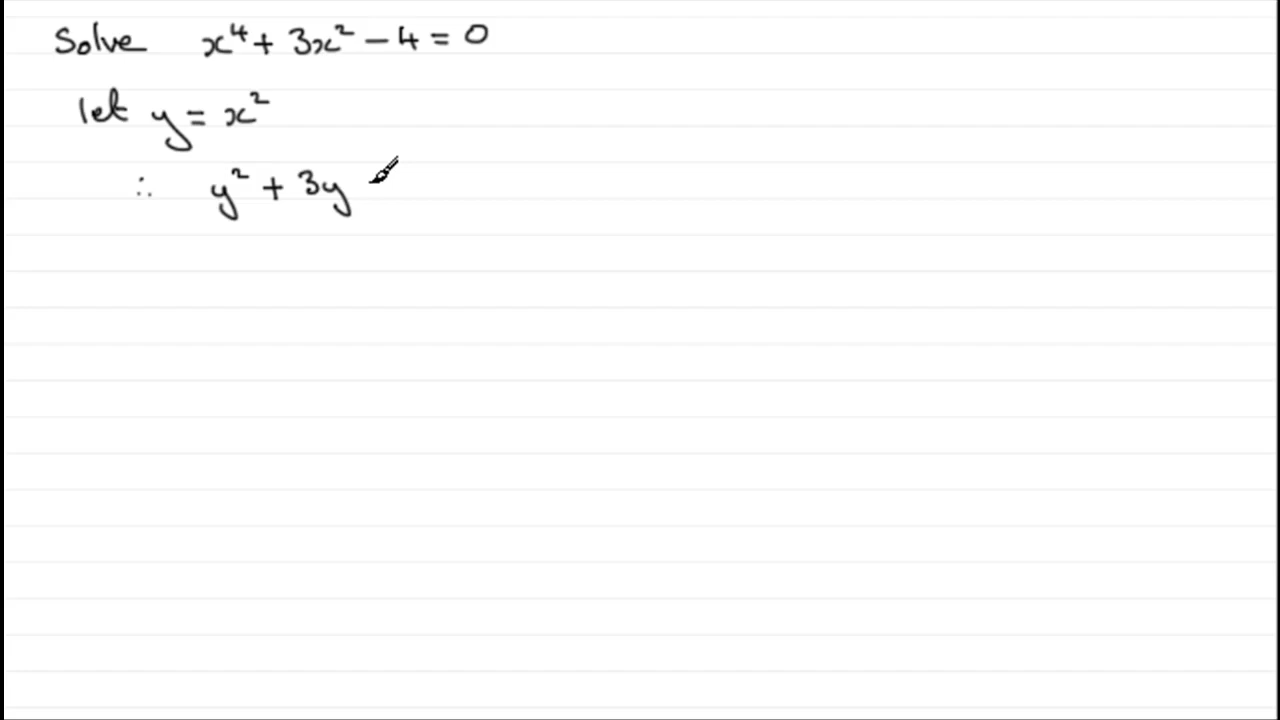 Solve x⁴ + 3x² − 4 = 0
let y = x²
∴ y² + 3y